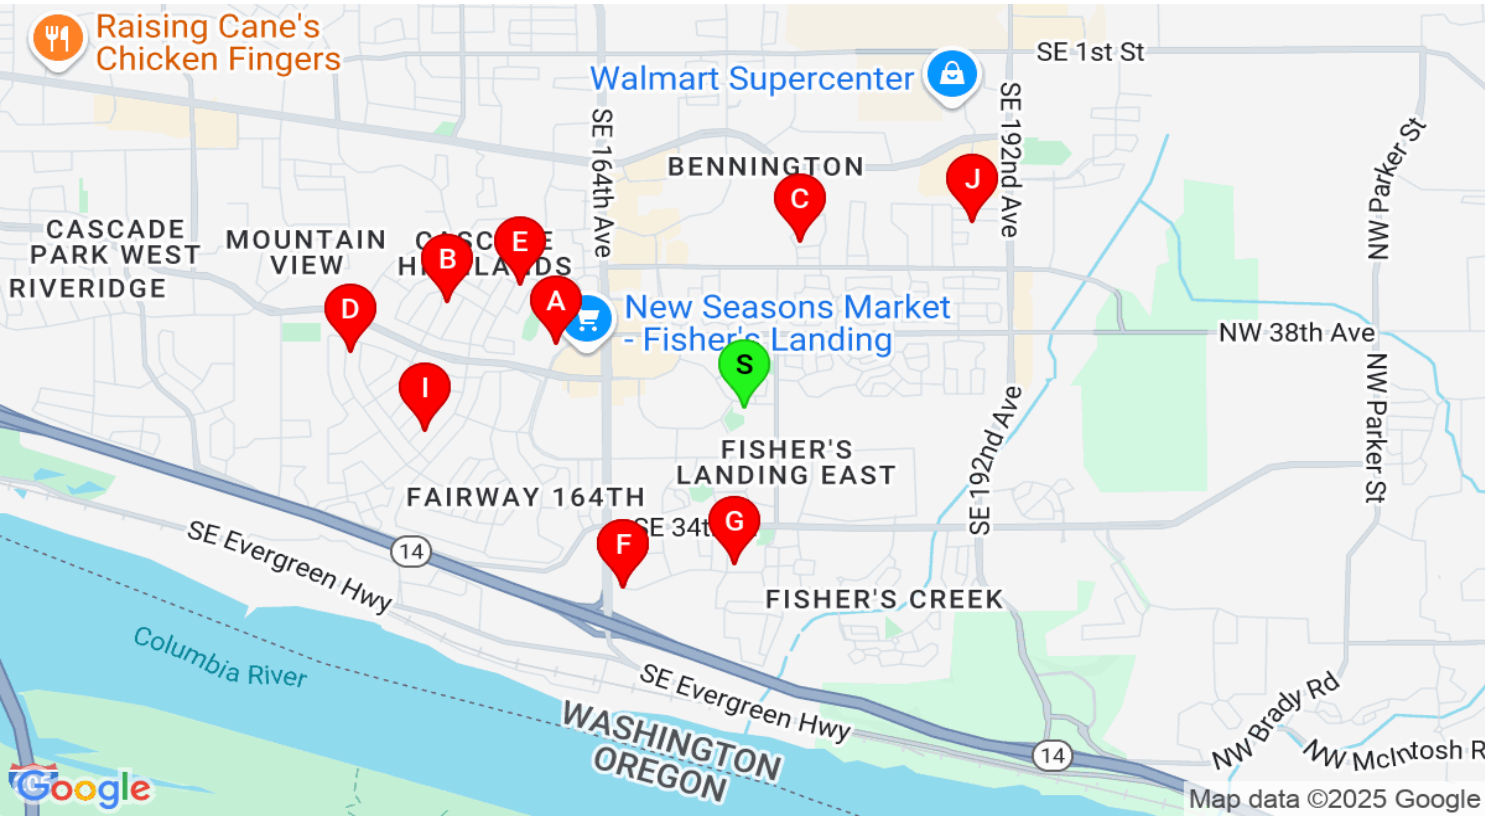 Raising Cane's
Chicken Fingers
SE 1st St
Walmart Supercenter
SE 164th Ave
SE 192nd Ave
NW Parker St
BENNINGTON
J
C
CASCADE
PARK WEST
MOUNTAIN
VIEW
E
B
RIVERIDGE
D
A
New Seasons Market
- Fisher's Landing
NW 38th Ave
S
I
NW Parker St
SE 192nd Ave
FISHER'S
LANDING EAST
FAIRWAY 164TH
SE 34t
G
F
14
SE Evergreen Hwy
FISHER'S CREEK
Columbia River
SE Evergreen Hwy
WASHINGTON
OREGON
14
NW Brady Rd
NW McIntosh R
Google
Map data ©2025 Google